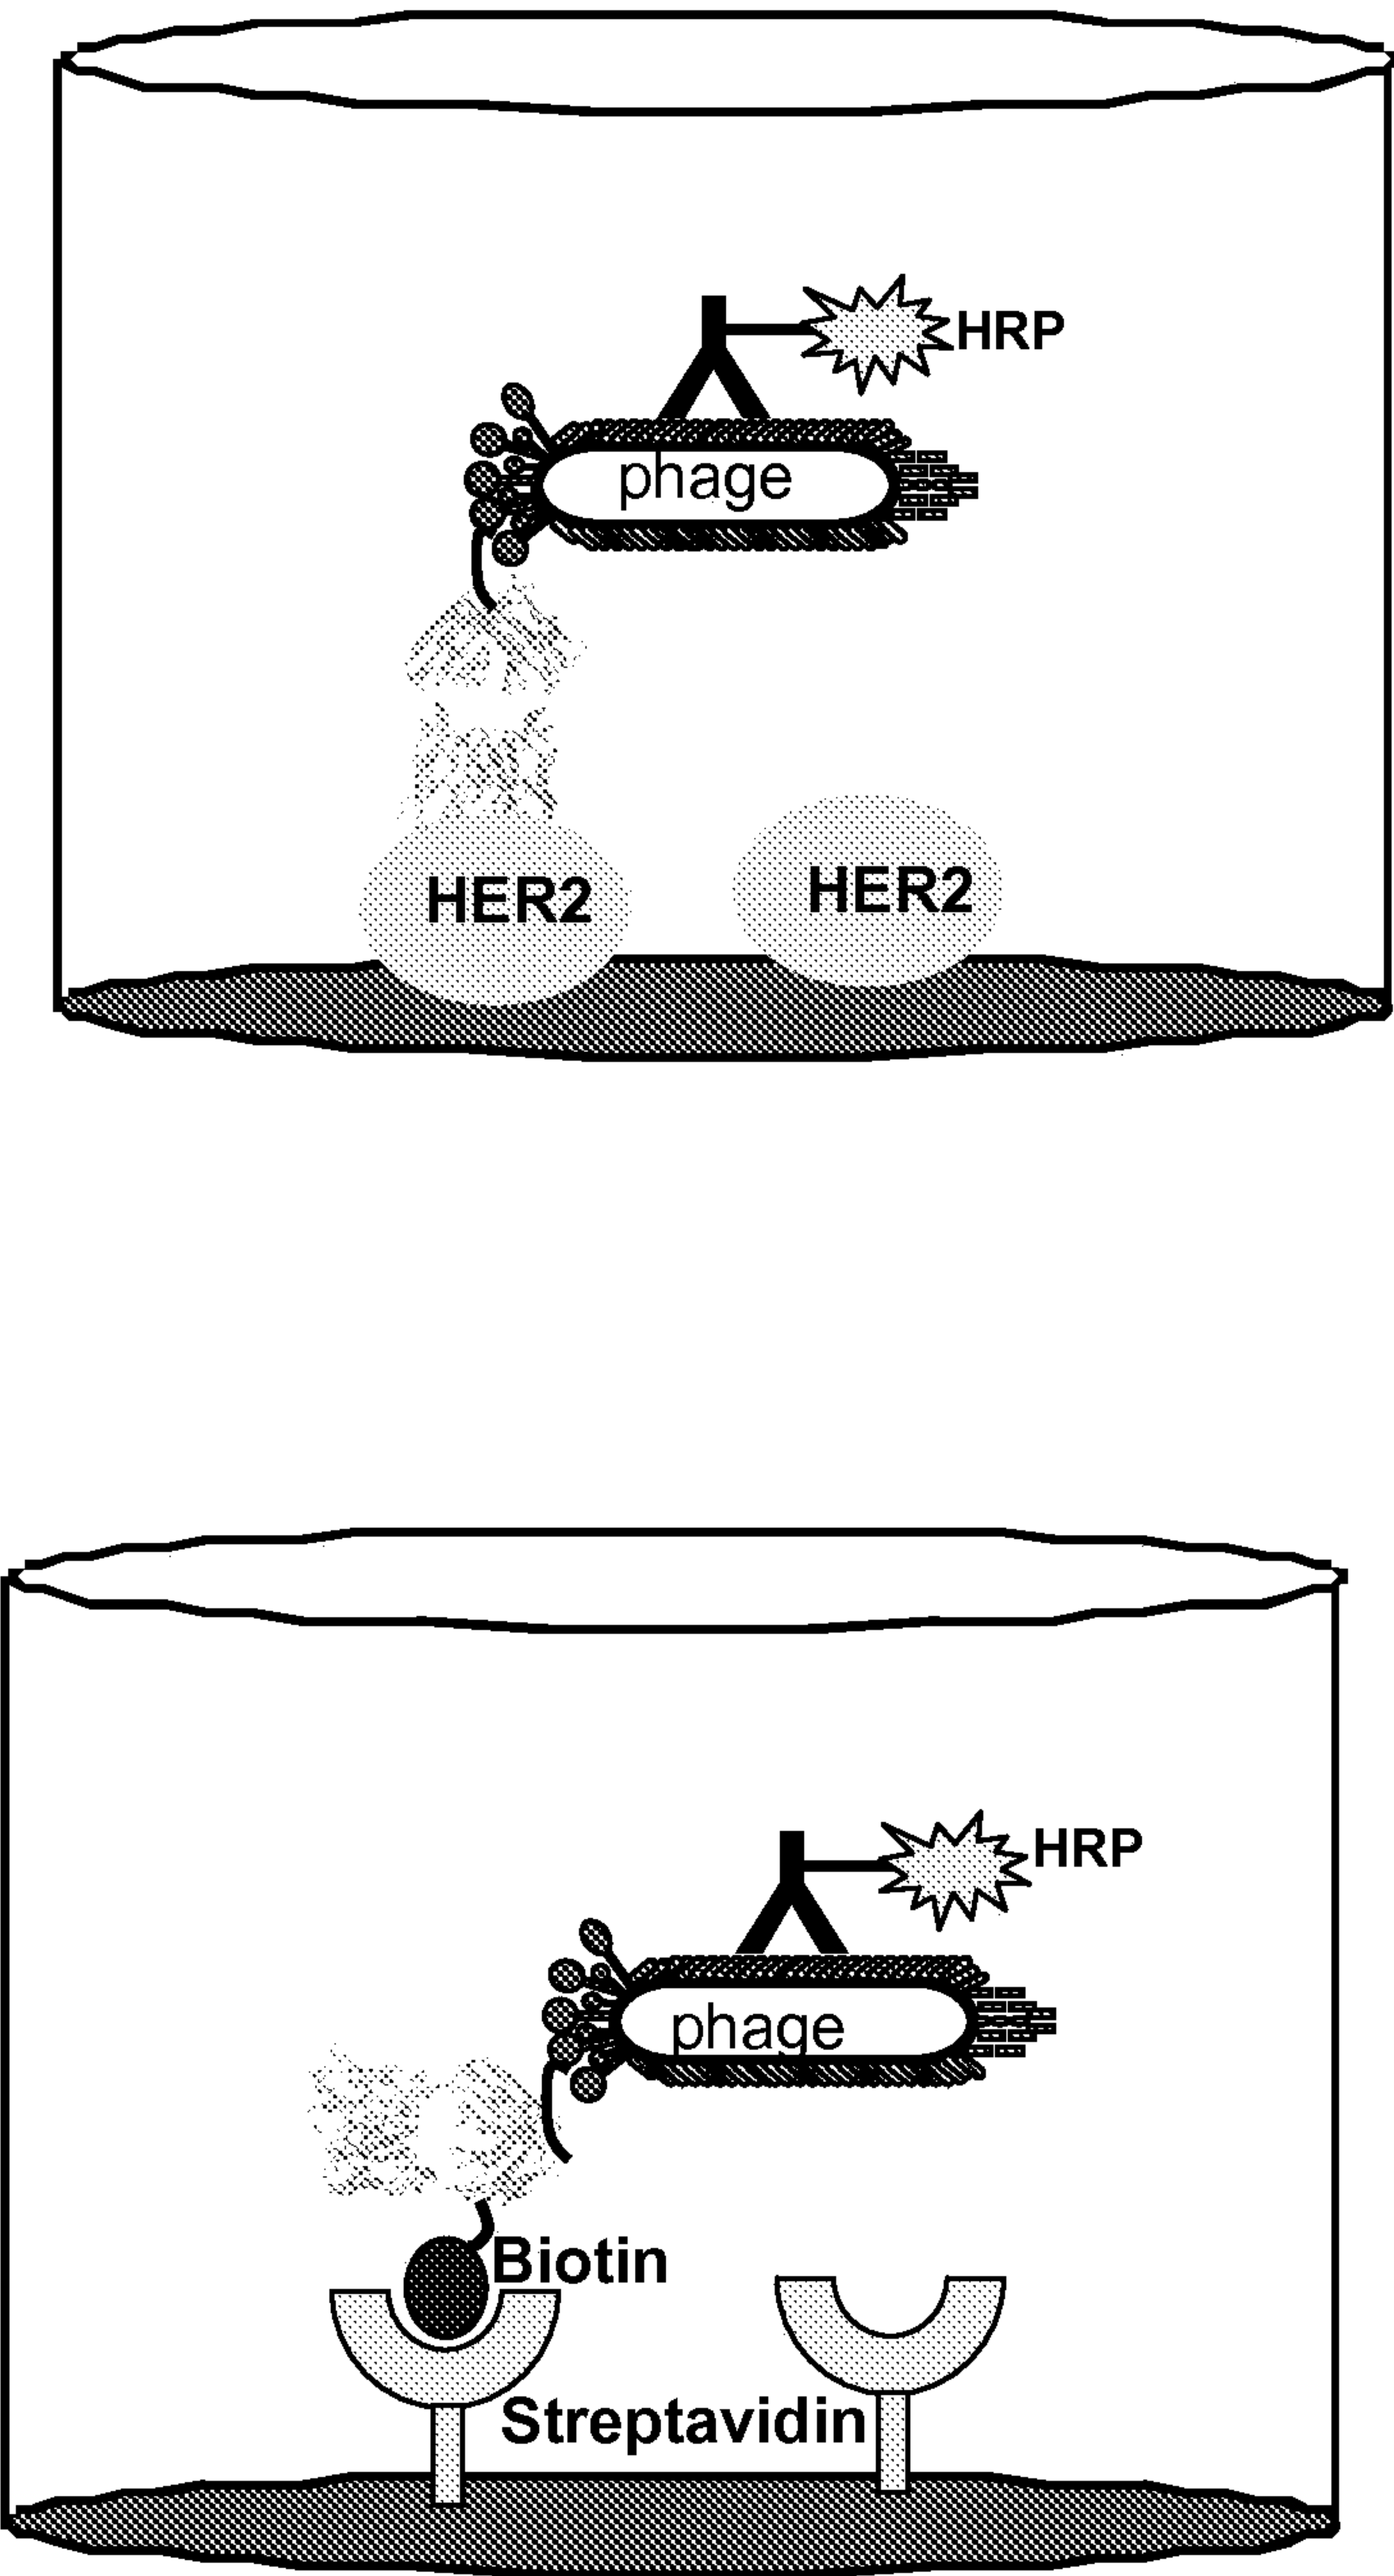 HRP
phage
HER2
HER2
HRP
phage
Biotin
Streptavidin